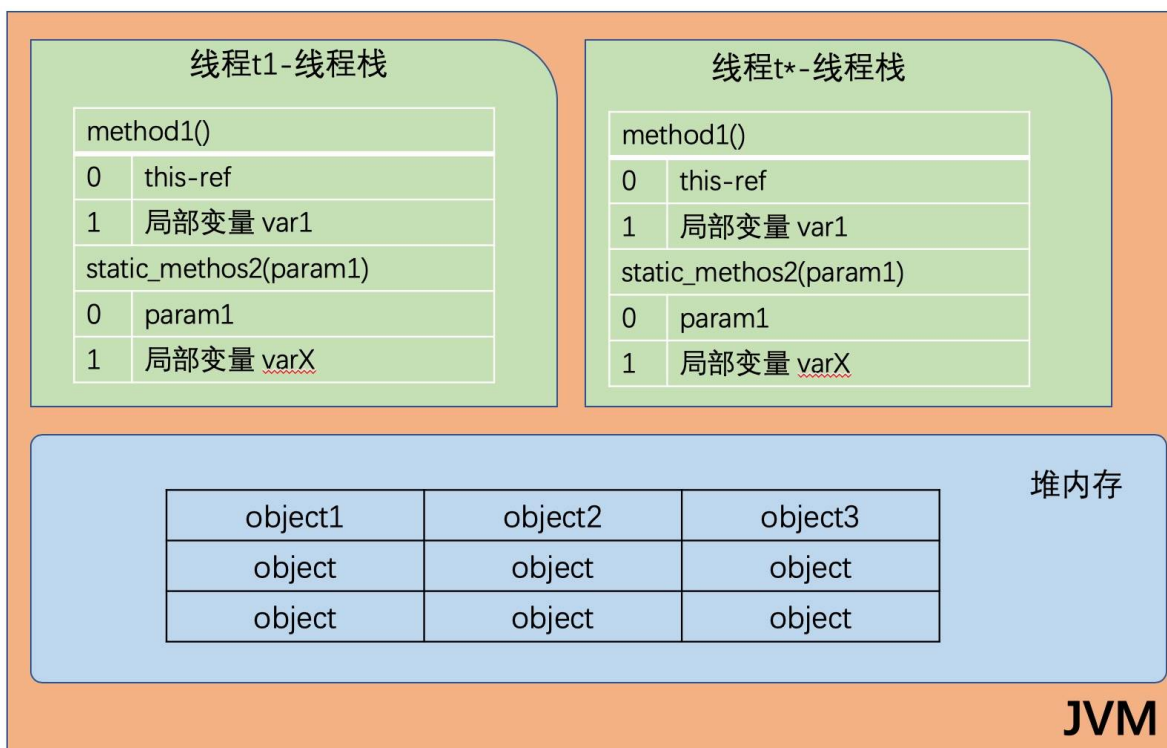 线程t1-线程栈
method1()
0 this-ref
1 局部变量 var1
static_methos2(param1)
0 param1
1 局部变量 varX
线程t*-线程栈
method1()
0 this-ref
1 局部变量 var1
static_methos2(param1)
0 param1
1 局部变量 varX
堆内存
object1 object2 object3
object object object
object object object
JVM